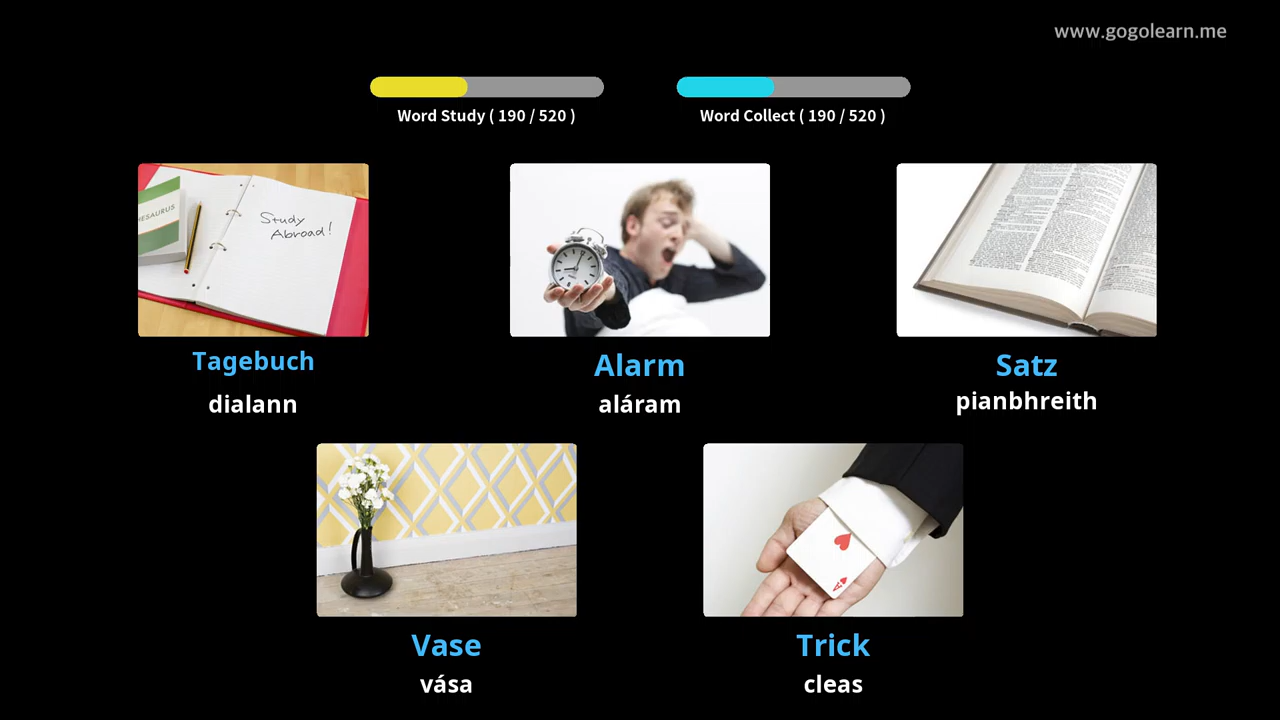 www.gogolearn.me
Word Study ( 190 / 520 )
Word Collect ( 190 / 520 )
ESAURUS
Study
Abroad!
Tagebuch
dialann
Alarm
aláram
Satz
pianbhreith
A
Vase
vása
Trick
cleas